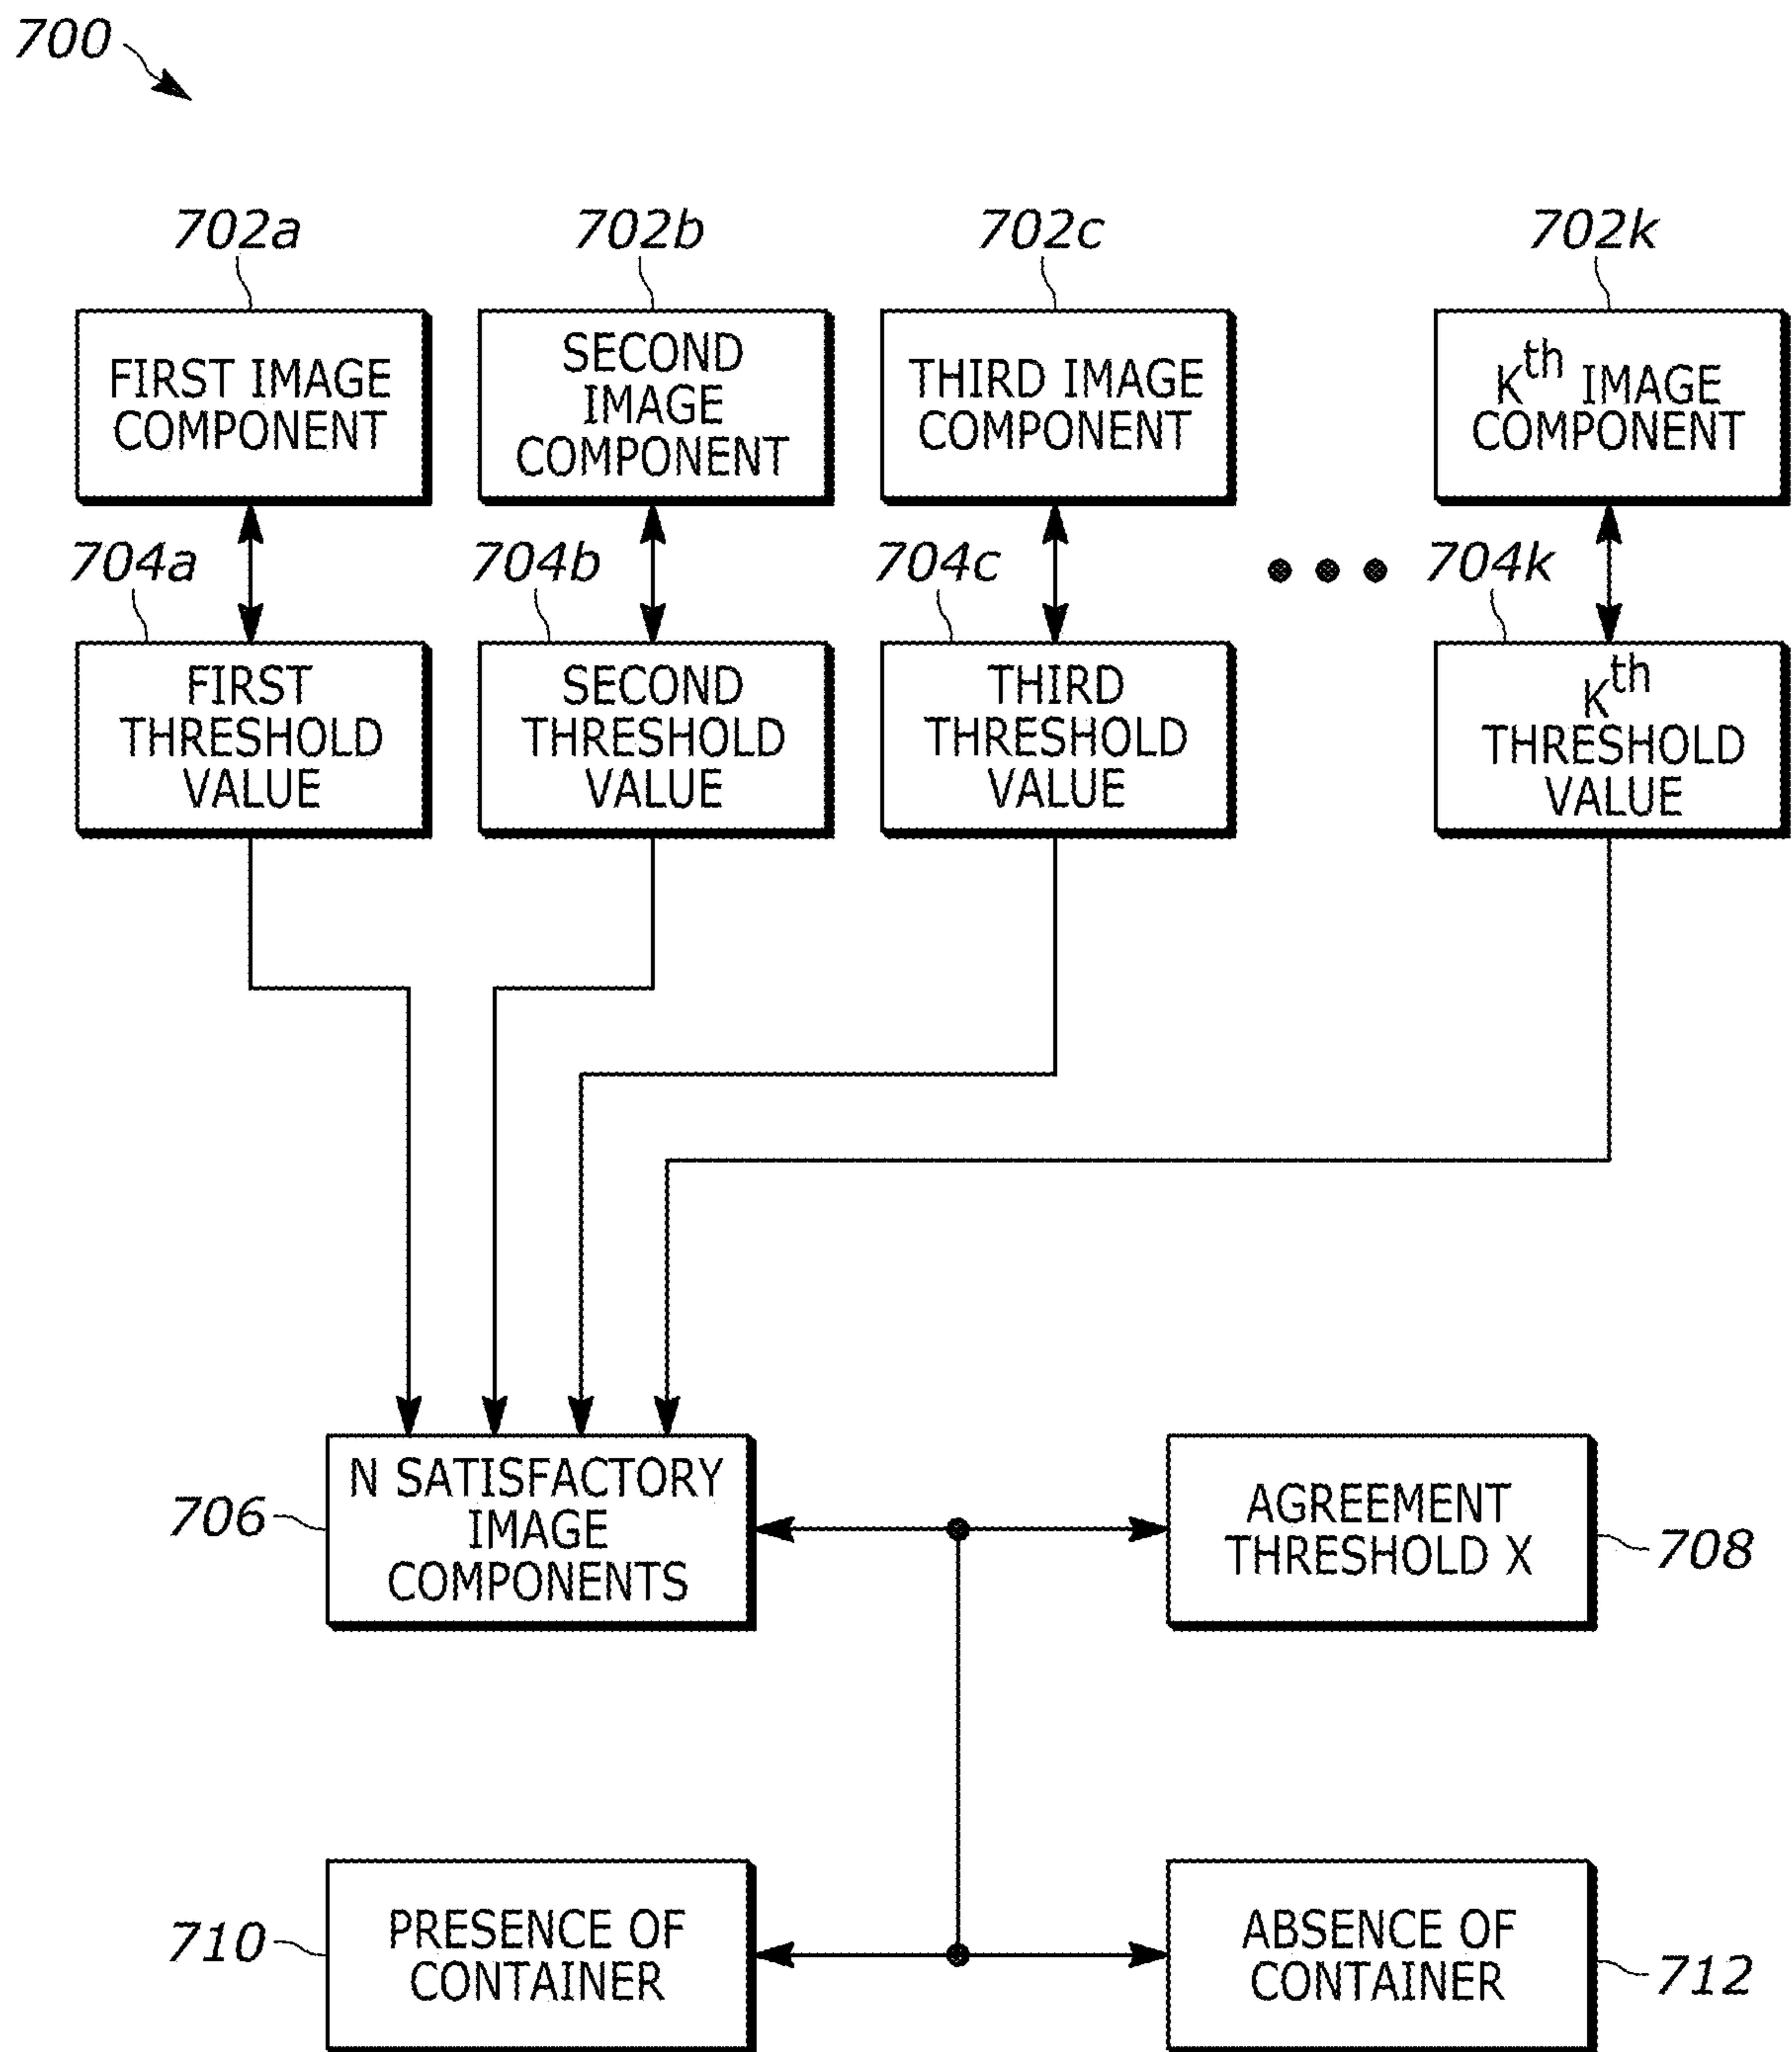 700
702a
702b
702c
702k
FIRST IMAGE
COMPONENT
SECOND
IMAGE
COMPONENT
THIRD IMAGE
COMPONENT
Kth IMAGE
COMPONENT
704a
704b
704c
704k
FIRST
THRESHOLD
VALUE
SECOND
THRESHOLD
VALUE
THIRD
THRESHOLD
VALUE
Kth
THRESHOLD
VALUE
706
N SATISFACTORY
IMAGE
COMPONENTS
AGREEMENT
THRESHOLD X
708
710
PRESENCE OF
CONTAINER
ABSENCE OF
CONTAINER
712